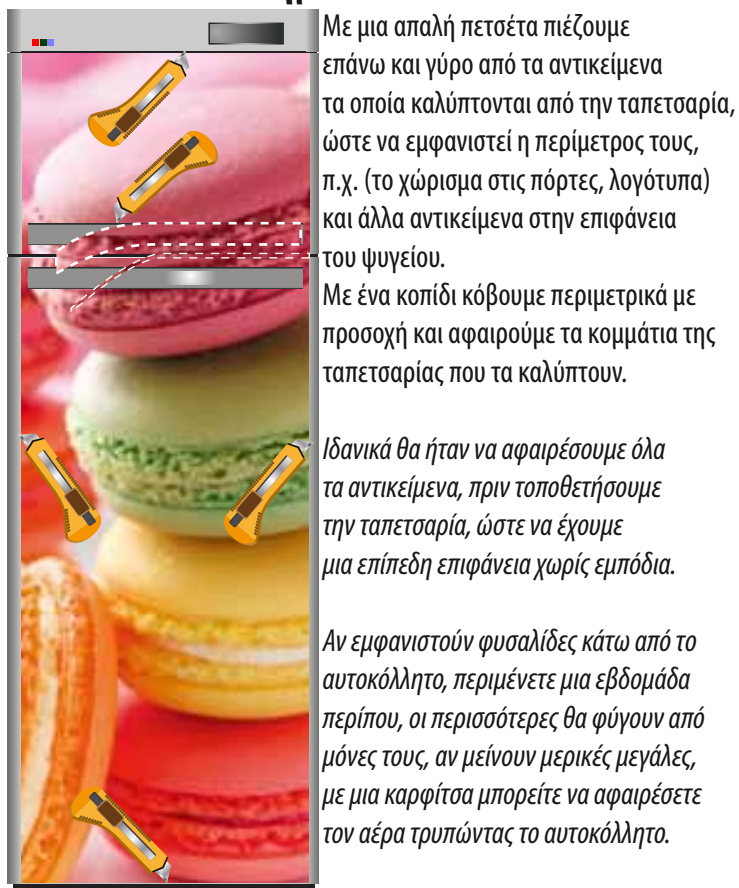 Με μια απαλή πετσέτα πιέζουμε
επάνω και γύρο από τα αντικείμενα
τα οποία καλύπτονται από την ταπετσαρία,
ώστε να εμφανιστεί η περίμετρος τους,
π.χ. (το χώρισμα στις πόρτες, λογότυπα)
και άλλα αντικείμενα στην επιφάνεια
του ψυγείου.
Με ένα κοπίδι κόβουμε περιμετρικά με
προσοχή και αφαιρούμε τα κομμάτια της
ταπετσαρίας που τα καλύπτουν.
Ιδανικά θα ήταν να αφαιρέσουμε όλα
τα αντικείμενα, πριν τοποθετήσουμε
την ταπετσαρία, ώστε να έχουμε
μια επίπεδη επιφάνεια χωρίς εμπόδια.
Αν εμφανιστούν φυσαλίδες κάτω από το
αυτοκόλλητο, περιμένετε μια εβδομάδα
περίπου, οι περισσότερες θα φύγουν από
μόνες τους, αν μείνουν μερικές μεγάλες,
με μια καρφίτσα μπορείτε να αφαιρέσετε
τον αέρα τρυπώντας το αυτοκόλλητο.